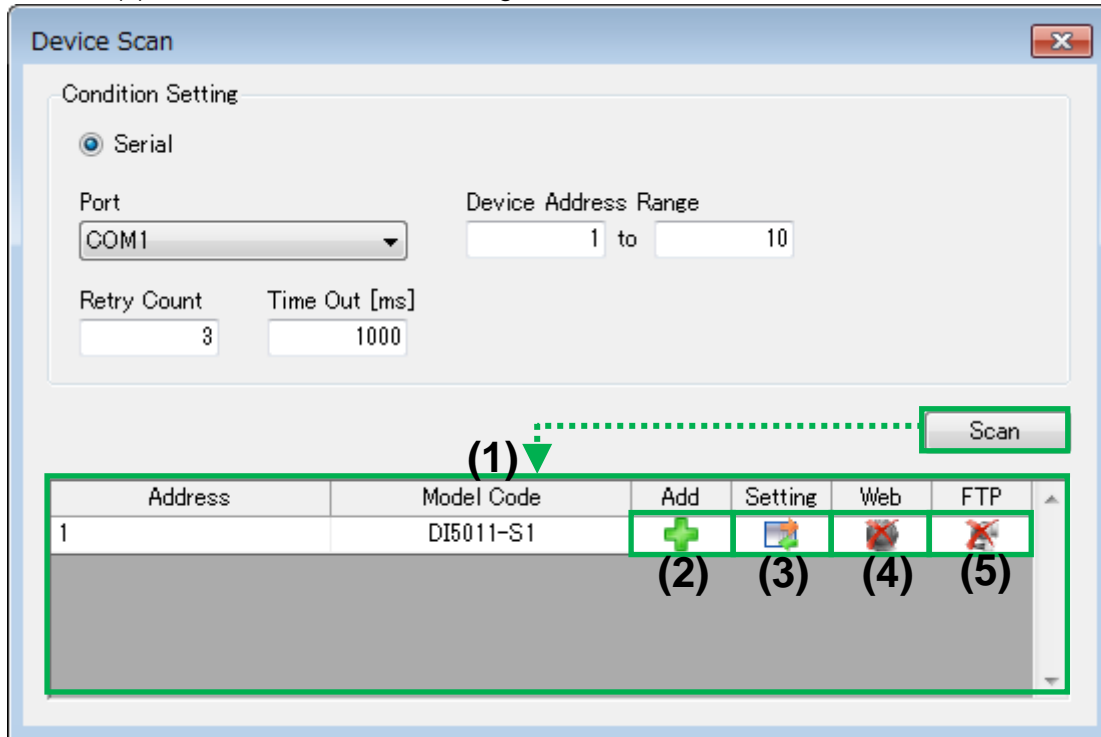 Device Scan
Condition Setting
Serial
Port
Device Address Range
COM1
1 to 10
Retry Count
Time Out [ms]
3
1000
Scan
(1)
Address Model Code Add Setting Web FTP
1 DI5011-S1
(2) (3) (4) (5)